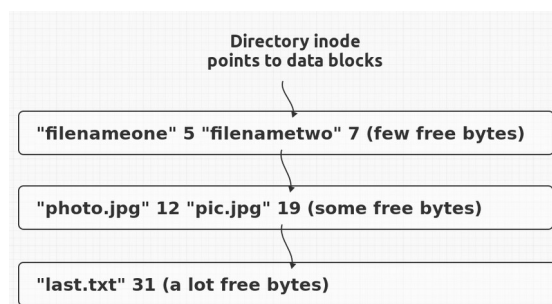 Directory inode
points to data blocks
"filenameone" 5 "filenametwo" 7 (few free bytes)
"photo.jpg" 12 "pic.jpg" 19 (some free bytes)
"last.txt" 31 (a lot free bytes)